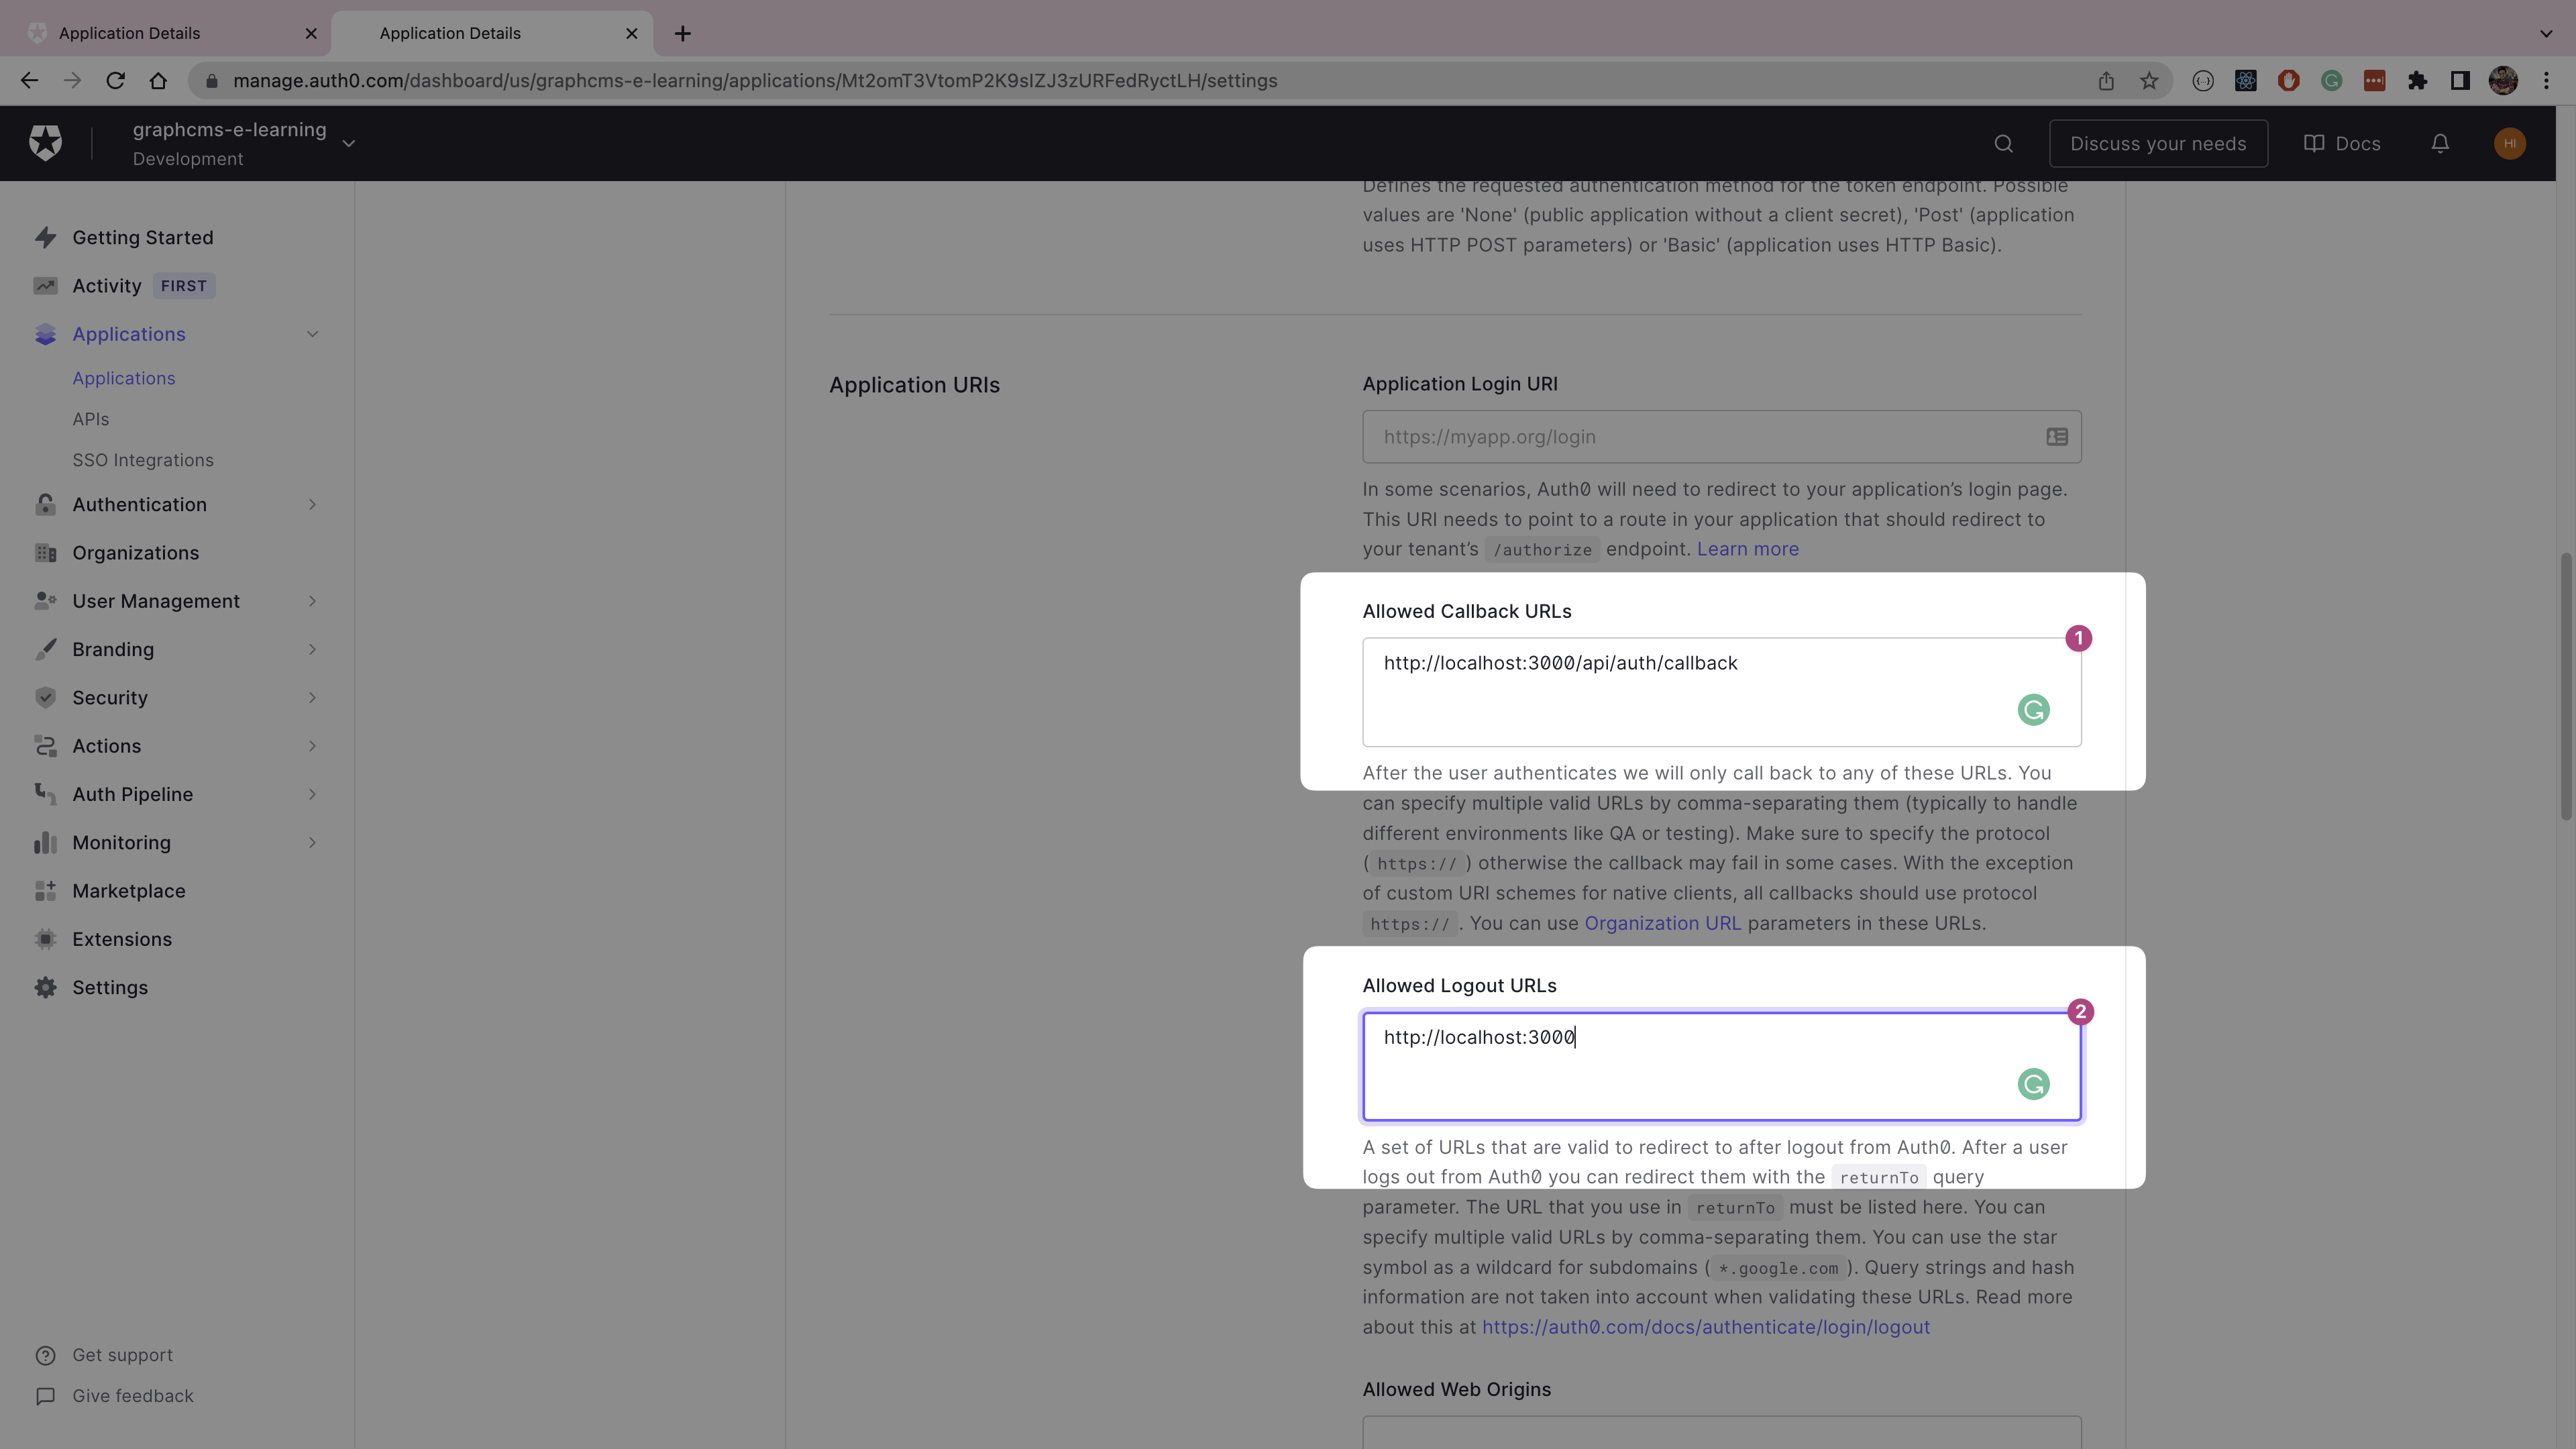 Application Details
Application Details
manage.auth0.com/dashboard/us/graphcms-e-learning/applications/Mt2omT3VtomP2K9sIZJ3zURFedRyctLH/settings
graphcms-e-learning
Development
Discuss your needs
Docs
HI
Getting Started
Activity FIRST
Applications
Applications
APIs
SSO Integrations
Authentication
Organizations
User Management
Branding
Security
Actions
Auth Pipeline
Monitoring
Marketplace
Extensions
Settings
Get support
Give feedback
Defines the requested authentication method for the token endpoint. Possible
values are 'None' (public application without a client secret), 'Post' (application
uses HTTP POST parameters) or 'Basic' (application uses HTTP Basic).
Application URIs
Application Login URI
https://myapp.org/login
In some scenarios, Auth0 will need to redirect to your application’s login page.
This URI needs to point to a route in your application that should redirect to
your tenant’s /authorize endpoint. Learn more
Allowed Callback URLs
1
http://localhost:3000/api/auth/callback
After the user authenticates we will only call back to any of these URLs. You
can specify multiple valid URLs by comma-separating them (typically to handle
different environments like QA or testing). Make sure to specify the protocol
( https:// ) otherwise the callback may fail in some cases. With the exception
of custom URI schemes for native clients, all callbacks should use protocol
https:// . You can use Organization URL parameters in these URLs.
Allowed Logout URLs
2
http://localhost:3000
A set of URLs that are valid to redirect to after logout from Auth0. After a user
logs out from Auth0 you can redirect them with the returnTo query
parameter. The URL that you use in returnTo must be listed here. You can
specify multiple valid URLs by comma-separating them. You can use the star
symbol as a wildcard for subdomains ( *.google.com ). Query strings and hash
information are not taken into account when validating these URLs. Read more
about this at https://auth0.com/docs/authenticate/login/logout
Allowed Web Origins